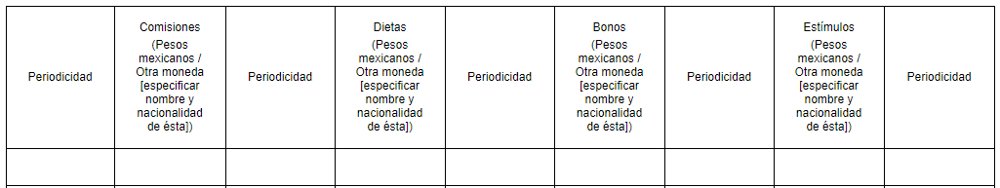 Periodicidad
Comisiones
(Pesos
mexicanos /
Otra moneda
[especificar
nombre y
nacionalidad
de ésta])
Periodicidad
Dietas
(Pesos
mexicanos /
Otra moneda
[especificar
nombre y
nacionalidad
de ésta])
Periodicidad
Bonos
(Pesos
mexicanos /
Otra moneda
[especificar
nombre y
nacionalidad
de ésta])
Periodicidad
Estímulos
(Pesos
mexicanos /
Otra moneda
[especificar
nombre y
nacionalidad
de ésta])
Periodicidad